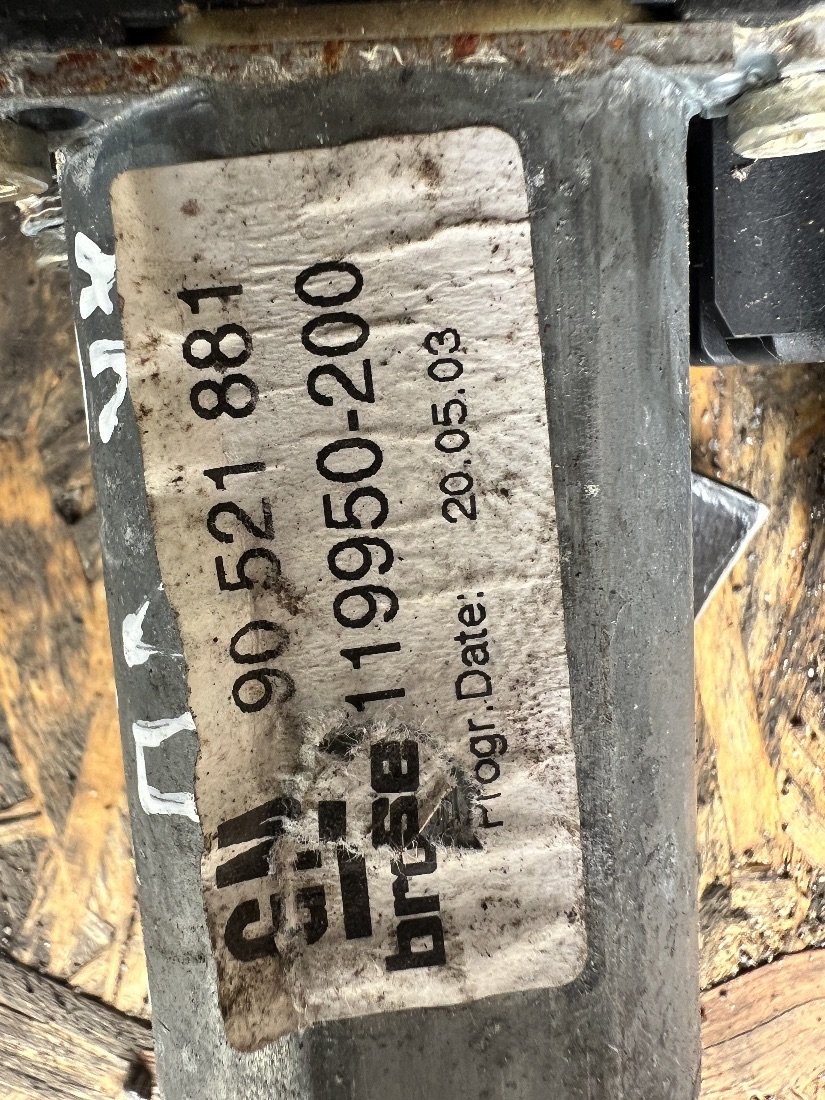 GM 90 521 881
brose 119950-200
Progr.Date: 20.05.03